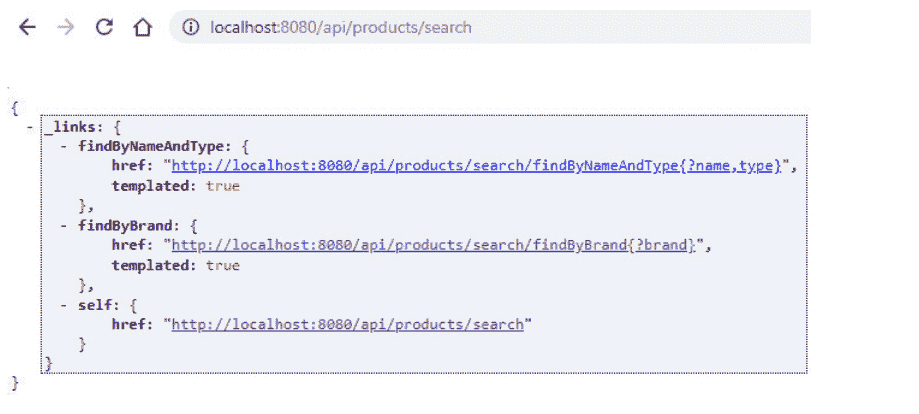 localhost:8080/api/products/search
{
- _links: {
- findByNameAndType: {
href: "http://localhost:8080/api/products/search/findByNameAndType{?name,type}",
templated: true
},
- findByBrand: {
href: "http://localhost:8080/api/products/search/findByBrand{?brand}",
templated: true
},
- self: {
href: "http://localhost:8080/api/products/search"
}
}
}